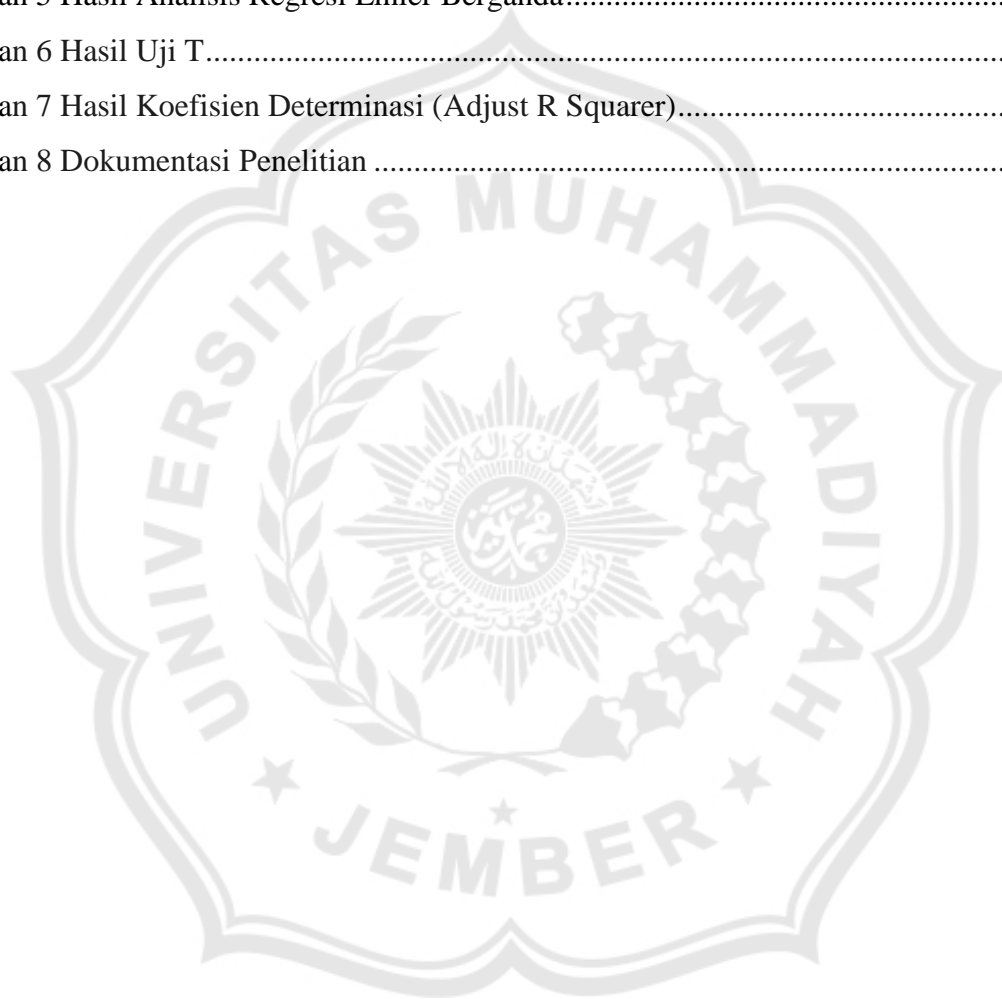 an 5 Hasil Analisis Regresi Linier Berganda..........
an 6 Hasil Uji T..........
an 7 Hasil Koefisien Determinasi (Adjust R Squarer)..........
an 8 Dokumentasi Penelitian ..........
UNIVERSITAS MUHAMMADIYAH
JEMBER